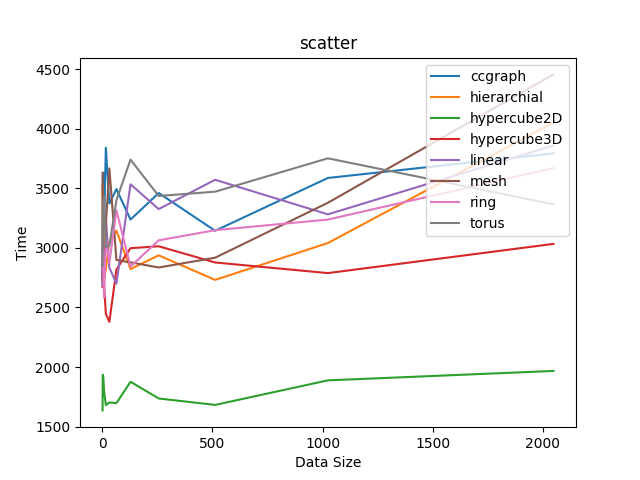 scatter
4500
4000
3500
3000
2500
2000
1500
Time
0
500
1000
1500
2000
Data Size
ccgraph
hierarchial
hypercube2D
hypercube3D
linear
mesh
ring
torus